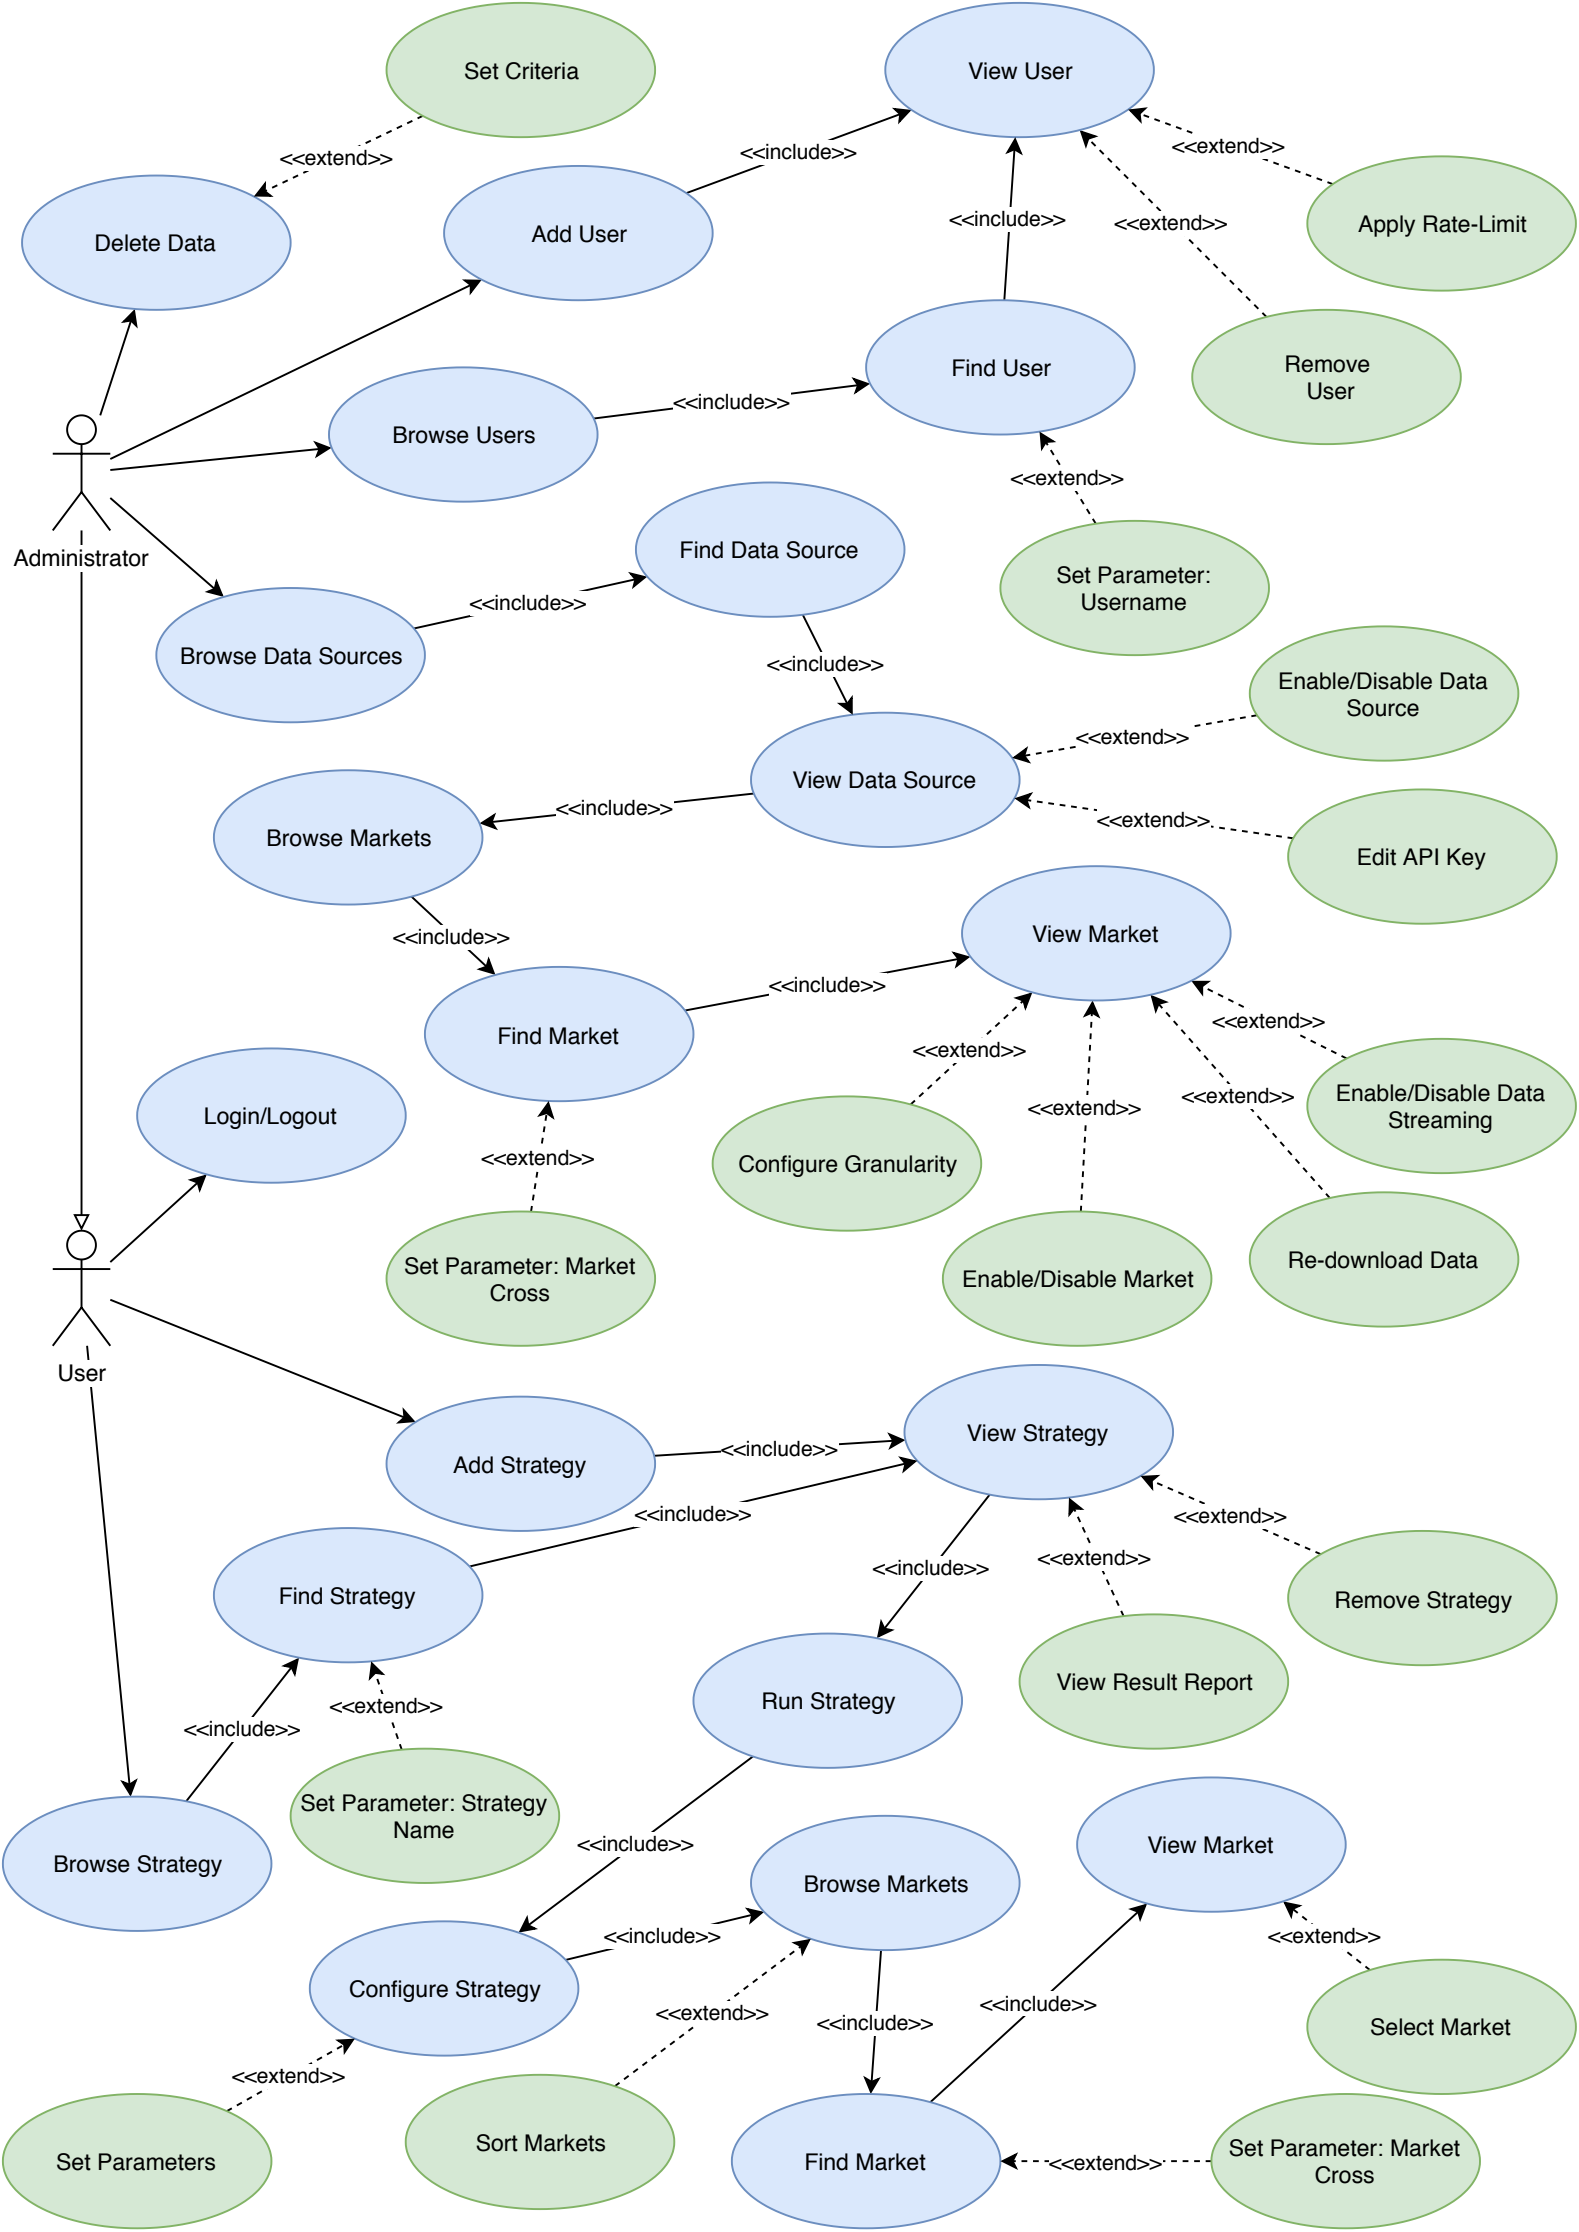 Set Criteria
View User
<<extend>>
<<include>>
<<extend>>
Delete Data
Add User
<<include>>
<<extend>>
Apply Rate-Limit
Find User
Remove
User
Browse Users
<<include>>
<<extend>>
Administrator
Find Data Source
Set Parameter:
Username
<<include>>
Browse Data Sources
<<include>>
Enable/Disable Data
Source
<<extend>>
View Data Source
<<include>>
Browse Markets
<<extend>>
Edit API Key
<<include>>
View Market
<<include>>
Find Market
<<extend>>
<<extend>>
<<extend>>
<<extend>>
Enable/Disable Data
Streaming
Login/Logout
<<extend>>
Configure Granularity
Set Parameter: Market
Cross
Enable/Disable Market
Re-download Data
User
View Strategy
<<include>>
Add Strategy
<<include>>
<<extend>>
<<include>>
<<extend>>
Find Strategy
Remove Strategy
View Result Report
Run Strategy
<<extend>>
<<include>>
Set Parameter: Strategy
Name
<<include>>
View Market
Browse Strategy
Browse Markets
<<include>>
<<extend>>
Configure Strategy
<<extend>>
<<include>>
<<include>>
Select Market
<<extend>>
Set Parameters
Sort Markets
Find Market
<<extend>>
Set Parameter: Market
Cross